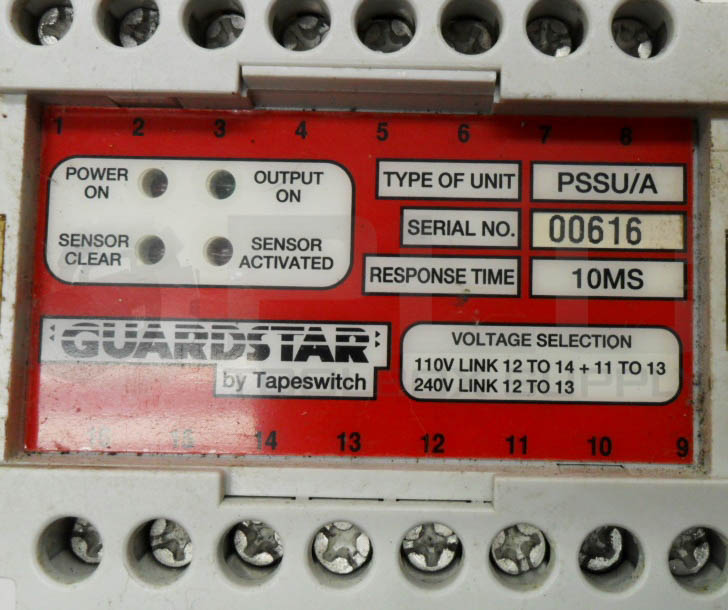 1 2 3 4 5 6 7 8
POWER ON
OUTPUT ON
SENSOR CLEAR
SENSOR ACTIVATED
TYPE OF UNIT PSSU/A
SERIAL NO. 00616
RESPONSE TIME 10MS
GUARDSTAR
by Tapeswitch
VOLTAGE SELECTION
110V LINK 12 TO 14 + 11 TO 13
240V LINK 12 TO 13
16 15 14 13 12 11 10 9